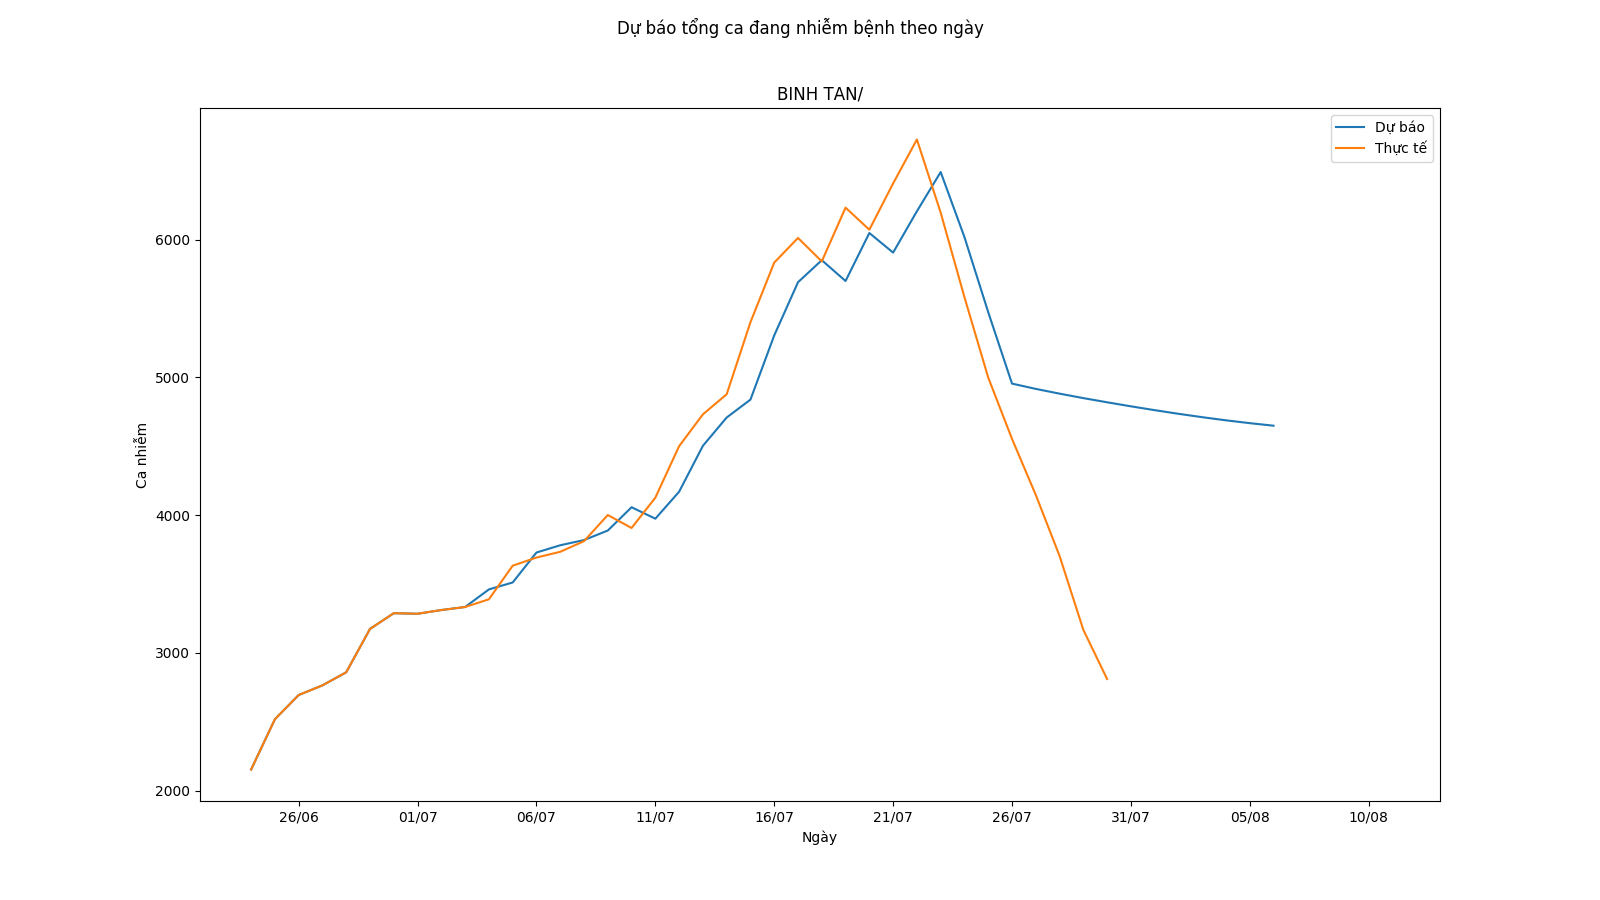 Dự báo tổng ca đang nhiễm bệnh theo ngày
BINH TAN/
Dự báo
Thực tế
6000
5000
4000
3000
2000
Ca nhiễm
26/06 01/07 06/07 11/07 16/07 21/07 26/07 31/07 05/08 10/08
Ngày